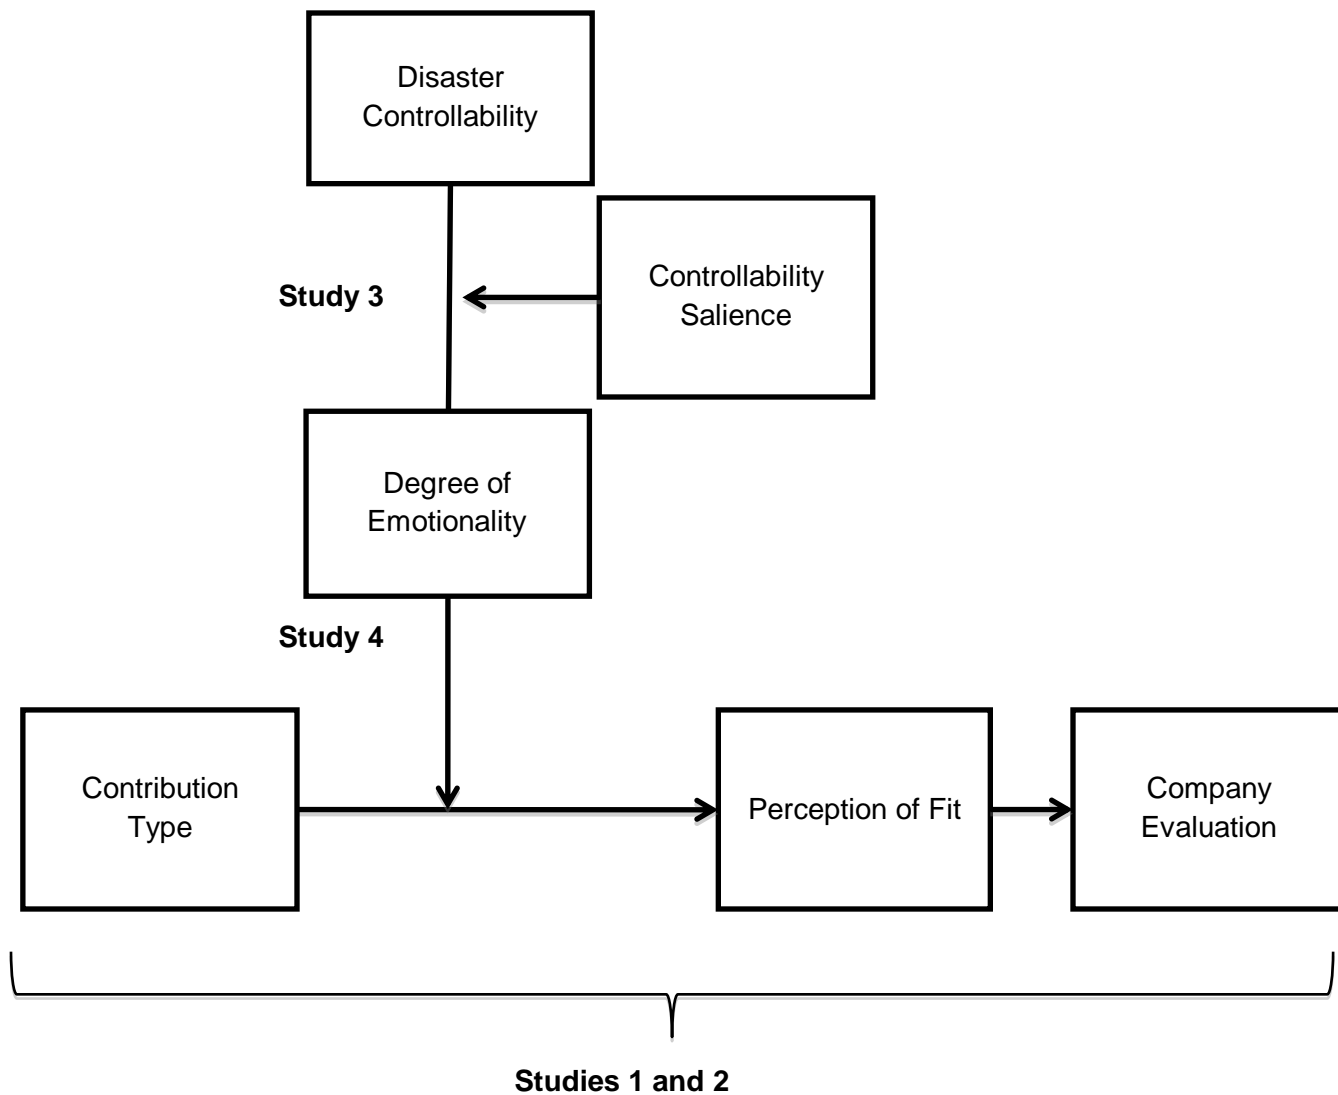 Disaster
Controllability
Controllability
Salience
Study 3
Degree of
Emotionality
Study 4
Contribution
Type
Perception of Fit
Company
Evaluation
Studies 1 and 2